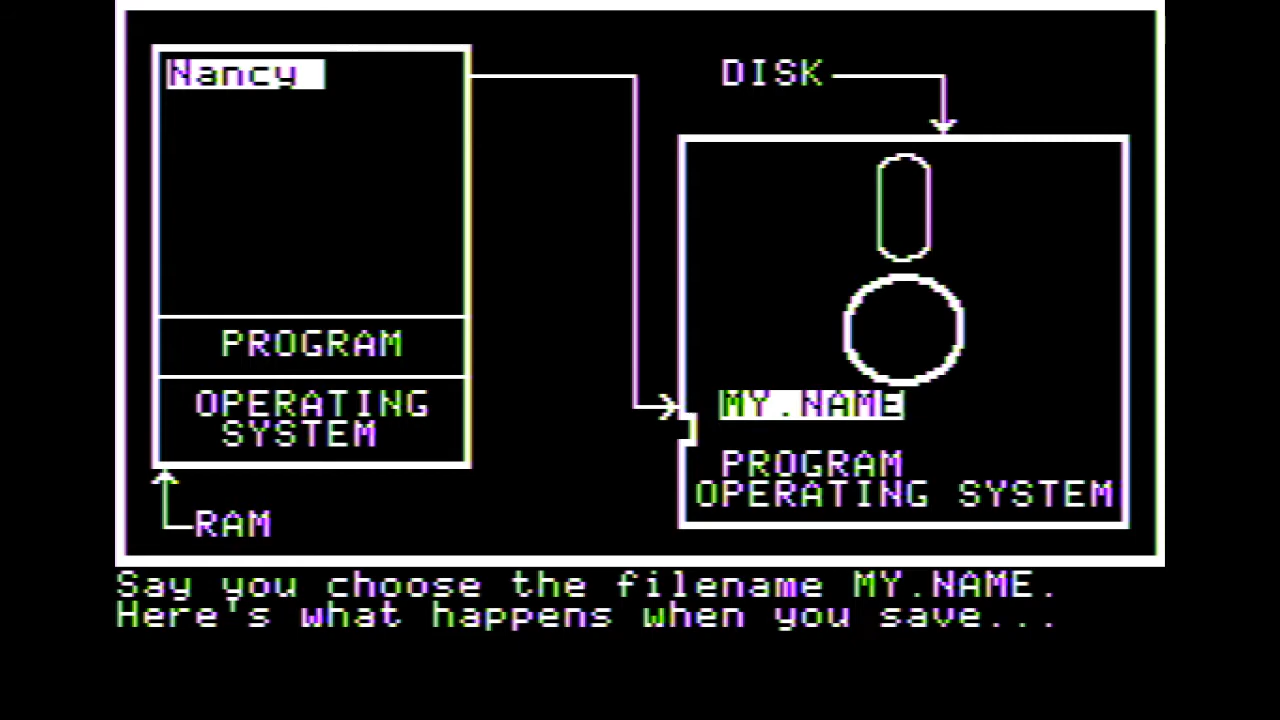 Nancy
DISK
PROGRAM
OPERATING
SYSTEM
MY.NAME
PROGRAM
OPERATING SYSTEM
RAM
Say you choose the filename MY.NAME.
Here's what happens when you save...